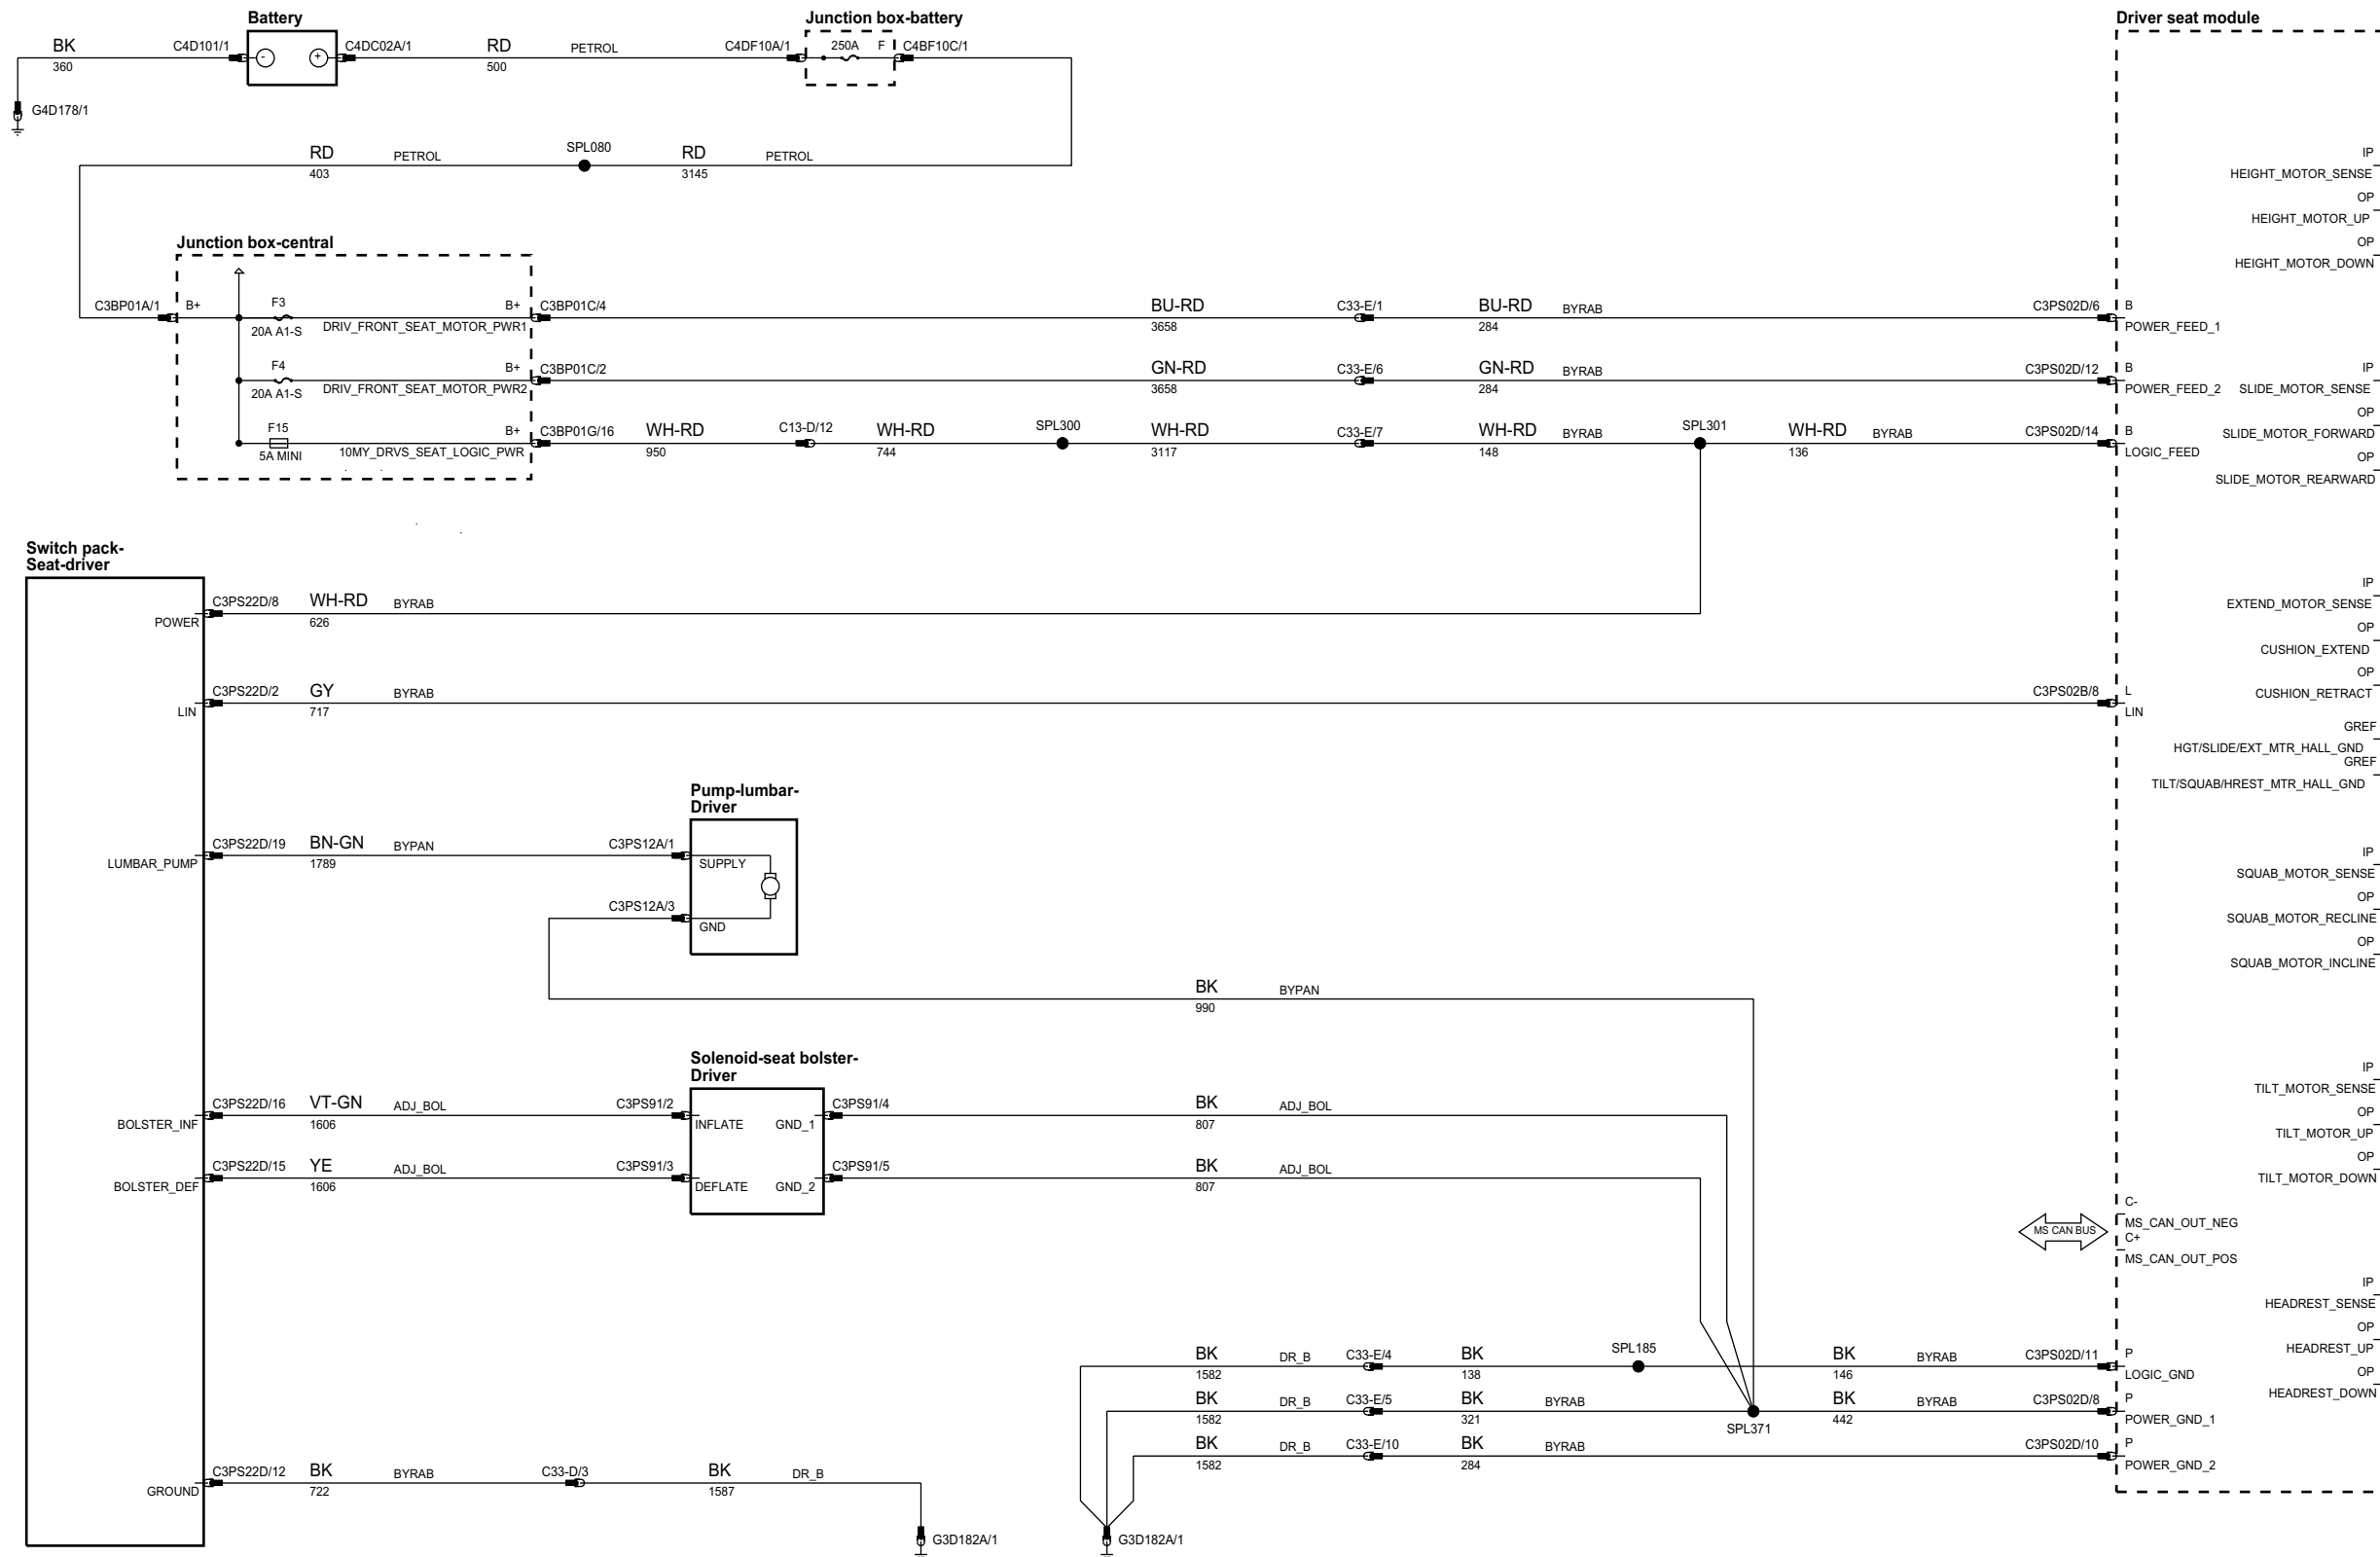 Battery
Junction box-battery
Driver seat module
BK
360
C4D101/1
-
+
C4DC02A/1
RD
500
PETROL
C4DF10A/1
250A
F
C4BF10C/1
G4D178/1
RD
403
PETROL
SPL080
RD
3145
PETROL
Junction box-central
C3BP01A/1
B+
F3
20A A1-S
B+
DRIV_FRONT_SEAT_MOTOR_PWR1
C3BP01C/4
BU-RD
3658
C33-E/1
BU-RD
284
BYRAB
C3PS02D/6
B
POWER_FEED_1
F4
20A A1-S
B+
DRIV_FRONT_SEAT_MOTOR_PWR2
C3BP01C/2
GN-RD
3658
C33-E/6
GN-RD
284
BYRAB
C3PS02D/12
B
POWER_FEED_2
F15
5A MINI
B+
10MY_DRVS_SEAT_LOGIC_PWR
C3BP01G/16
WH-RD
950
C13-D/12
WH-RD
744
SPL300
WH-RD
3117
C33-E/7
WH-RD
148
BYRAB
SPL301
WH-RD
136
BYRAB
C3PS02D/14
B
LOGIC_FEED
IP
HEIGHT_MOTOR_SENSE
OP
HEIGHT_MOTOR_UP
OP
HEIGHT_MOTOR_DOWN
IP
SLIDE_MOTOR_SENSE
OP
SLIDE_MOTOR_FORWARD
OP
SLIDE_MOTOR_REARWARD
Switch pack-
Seat-driver
POWER
C3PS22D/8
WH-RD
626
BYRAB
IP
EXTEND_MOTOR_SENSE
OP
CUSHION_EXTEND
OP
CUSHION_RETRACT
LIN
C3PS22D/2
GY
717
BYRAB
C3PS02B/8
L
LIN
GREF
HGT/SLIDE/EXT_MTR_HALL_GND
GREF
TILT/SQUAB/HREST_MTR_HALL_GND
Pump-lumbar-
Driver
LUMBAR_PUMP
C3PS22D/19
BN-GN
1789
BYPAN
C3PS12A/1
SUPPLY
C3PS12A/3
GND
BK
990
BYPAN
IP
SQUAB_MOTOR_SENSE
OP
SQUAB_MOTOR_RECLINE
OP
SQUAB_MOTOR_INCLINE
Solenoid-seat bolster-
Driver
BOLSTER_INF
C3PS22D/16
VT-GN
1606
ADJ_BOL
C3PS91/2
INFLATE
GND_1
C3PS91/4
BK
807
ADJ_BOL
BOLSTER_DEF
C3PS22D/15
YE
1606
ADJ_BOL
C3PS91/3
DEFLATE
GND_2
C3PS91/5
BK
807
ADJ_BOL
IP
TILT_MOTOR_SENSE
OP
TILT_MOTOR_UP
OP
TILT_MOTOR_DOWN
MS CAN BUS
C-
MS_CAN_OUT_NEG
C+
MS_CAN_OUT_POS
IP
HEADREST_SENSE
OP
HEADREST_UP
OP
HEADREST_DOWN
BK
1582
DR_B
C33-E/4
BK
138
SPL185
BK
146
BYRAB
C3PS02D/11
P
LOGIC_GND
BK
1582
DR_B
C33-E/5
BK
321
BYRAB
SPL371
BK
442
BYRAB
C3PS02D/8
P
POWER_GND_1
BK
1582
DR_B
C33-E/10
BK
284
BYRAB
C3PS02D/10
P
POWER_GND_2
GROUND
C3PS22D/12
BK
722
BYRAB
C33-D/3
BK
1587
DR_B
G3D182A/1
G3D182A/1